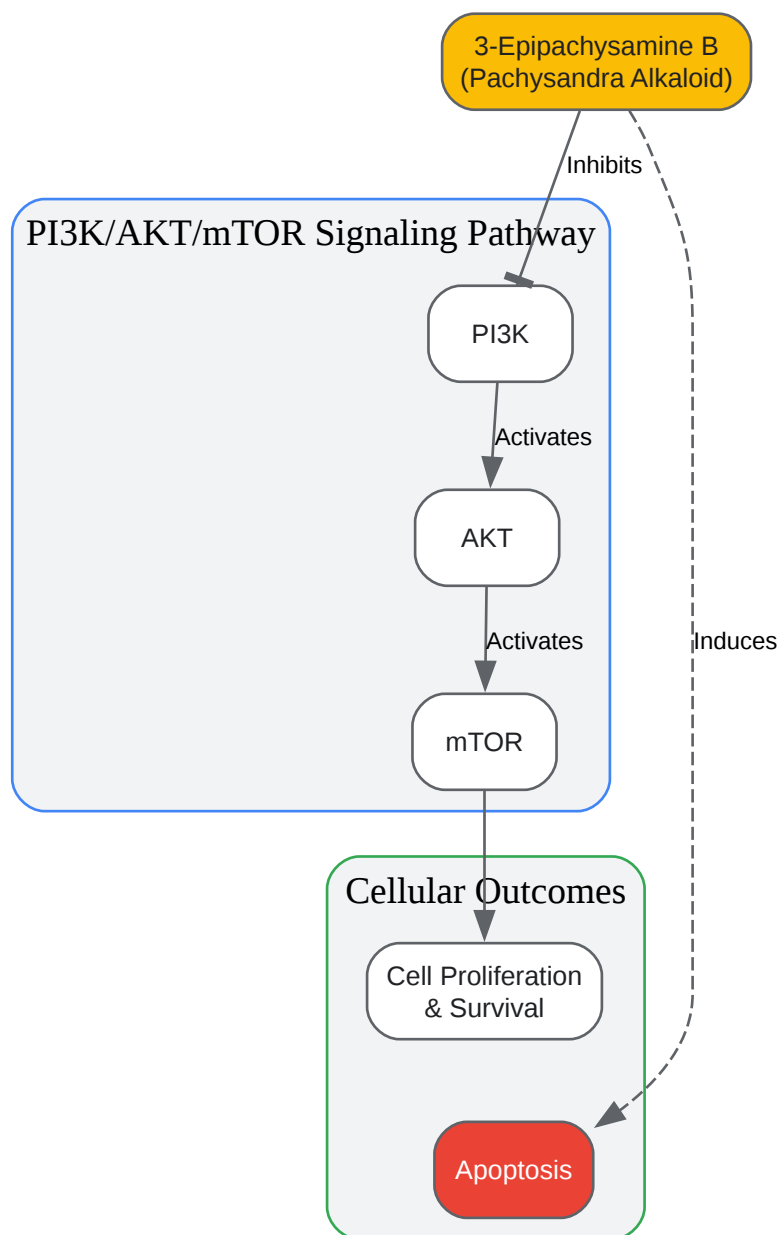 3-Epipachysamine B
(Pachysandra Alkaloid)
Inhibits
PI3K/AKT/mTOR Signaling Pathway
PI3K
Activates
AKT
Activates
Induces
mTOR
Cellular Outcomes
Cell Proliferation
& Survival
Apoptosis